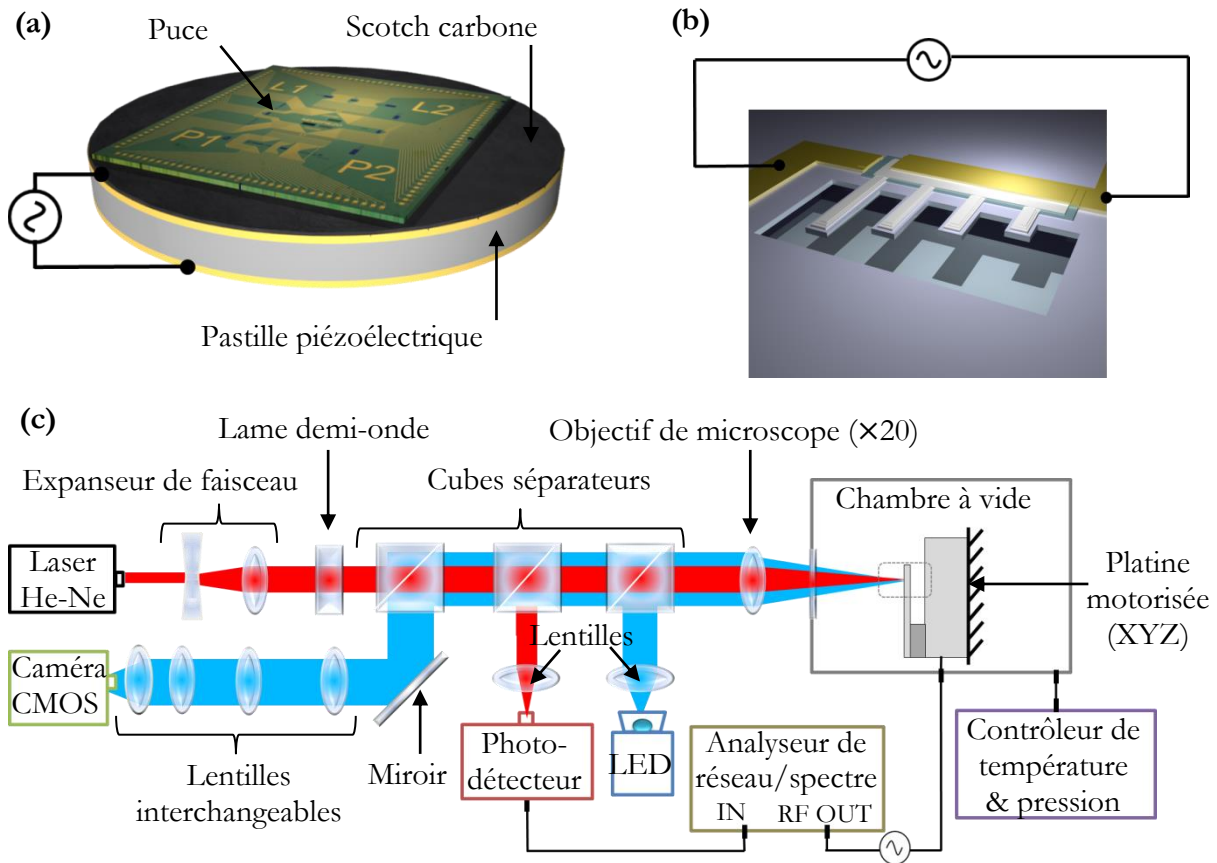 (a)
Puce
Scotch carbone
L1
L2
P1
P2
Pastille piézoélectrique
(b)
(c)
Lame demi-onde
Objectif de microscope (×20)
Expanseur de faisceau
Cubes séparateurs
Chambre à vide
Laser
He-Ne
Platine
motorisée
(XYZ)
Lentilles
Caméra
CMOS
Lentilles
interchangeables
Miroir
Photo-
détecteur
LED
Analyseur de
réseau/spectre
IN
RF OUT
Contrôleur de
température
& pression